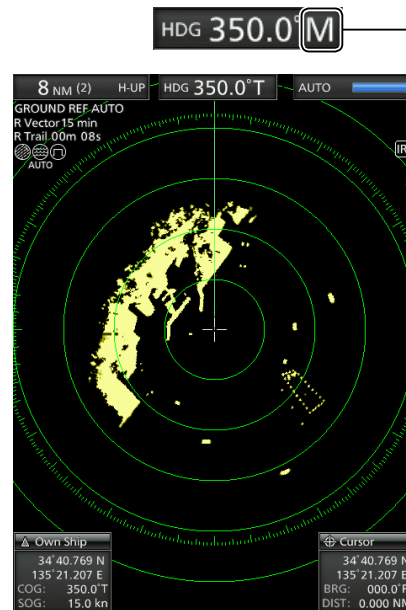 HDG 350.0°M
8 NM (2) H-UP HDG 350.0°T AUTO
GROUND REF AUTO
R Vector 15 min
R Trail 00m 08s
IR
AUTO
Own Ship
34°40.769 N
135°21.207 E
COG: 350.0°T
SOG: 15.0 kn
Cursor
34°40.769 N
135°21.207 E
BRG: 000.0°R
DIST: 0.000 NM